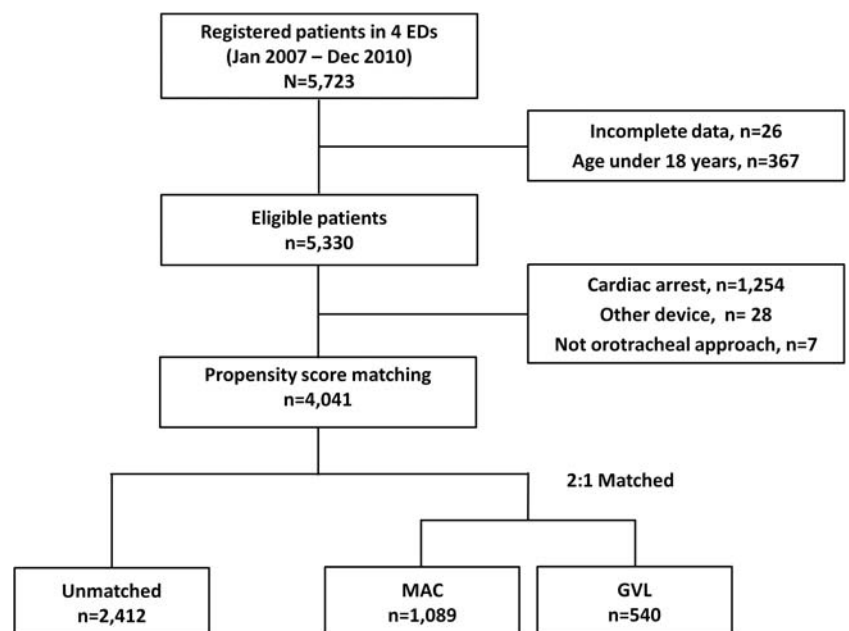 Registered patients in 4 EDs
(Jan 2007 – Dec 2010)
N=5,723
Incomplete data, n=26
Age under 18 years, n=367
Eligible patients
n=5,330
Cardiac arrest, n=1,254
Other device,  n= 28
Not orotracheal approach, n=7
Propensity score matching
n=4,041
2:1 Matched
Unmatched
n=2,412
MAC
n=1,089
GVL
n=540